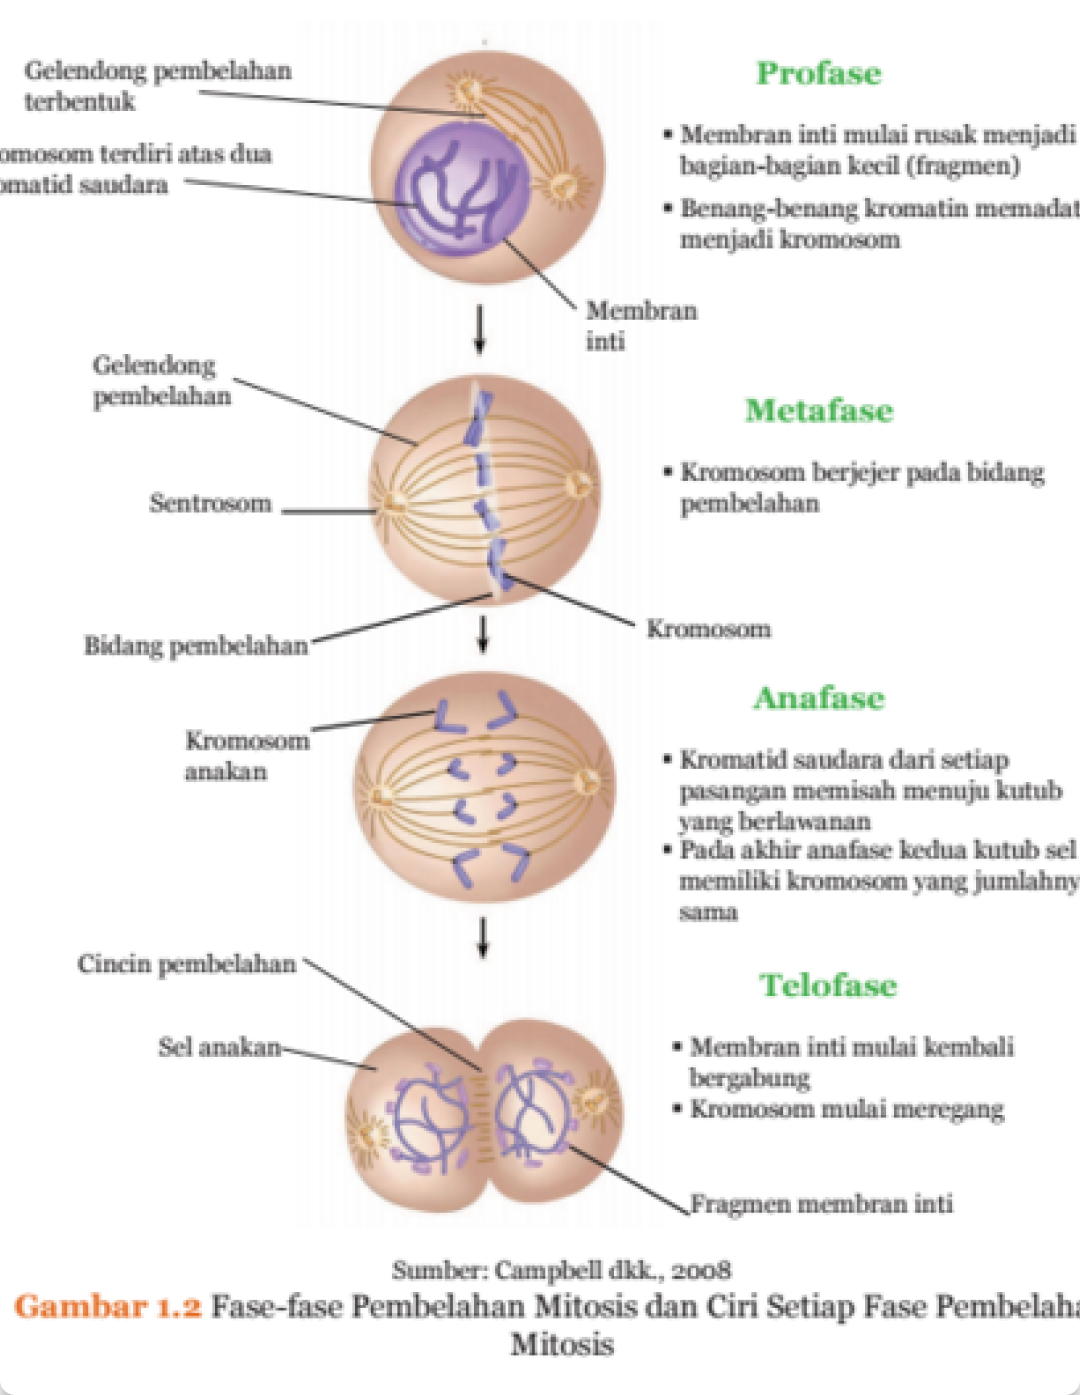 Gelendong pembelahan
terbentuk
omosom terdiri atas dua
omatid saudara
Profase
▪ Membran inti mulai rusak menjadi
bagian-bagian kecil (fragmen)
▪ Benang-benang kromatin memadat
menjadi kromosom
Membran
inti
Gelendong
pembelahan
Metafase
▪ Kromosom berjejer pada bidang
pembelahan
Sentrosom
Bidang pembelahan
Kromosom
Anafase
Kromosom
anakan
▪ Kromatid saudara dari setiap
pasangan memisah menuju kutub
yang berlawanan
▪ Pada akhir anafase kedua kutub sel
memiliki kromosom yang jumlahny
sama
Cincin pembelahan
Telofase
Sel anakan
▪ Membran inti mulai kembali
bergabung
▪ Kromosom mulai meregang
Fragmen membran inti
Sumber: Campbell dkk., 2008
Gambar 1.2 Fase-fase Pembelahan Mitosis dan Ciri Setiap Fase Pembelaha
Mitosis